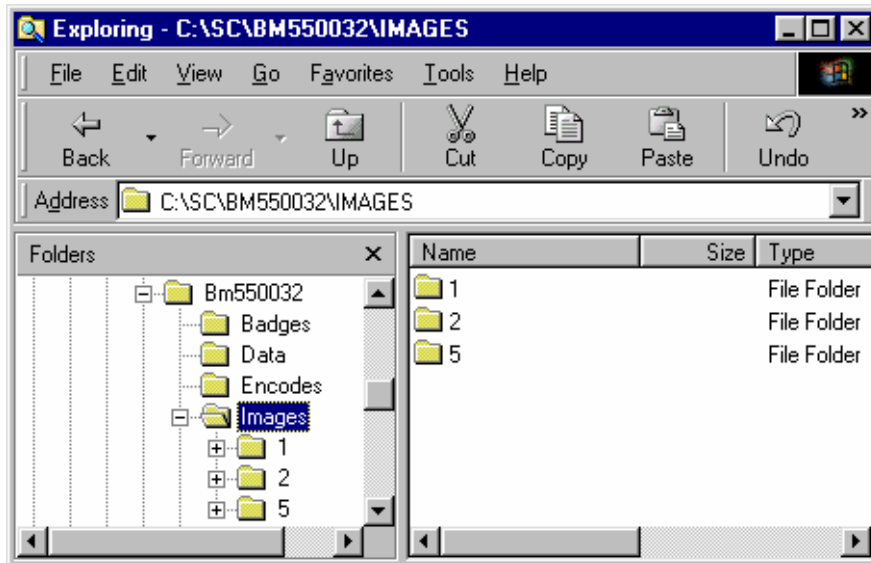 Exploring - C:\SC\BM550032\IMAGES
File Edit View Go Favorites Tools Help
Back Forward Up Cut Copy Paste Undo »
Address C:\SC\BM550032\IMAGES
Folders
Bm550032
Badges
Data
Encodes
Images
1
2
5
Name Size Type
1 File Folder
2 File Folder
5 File Folder